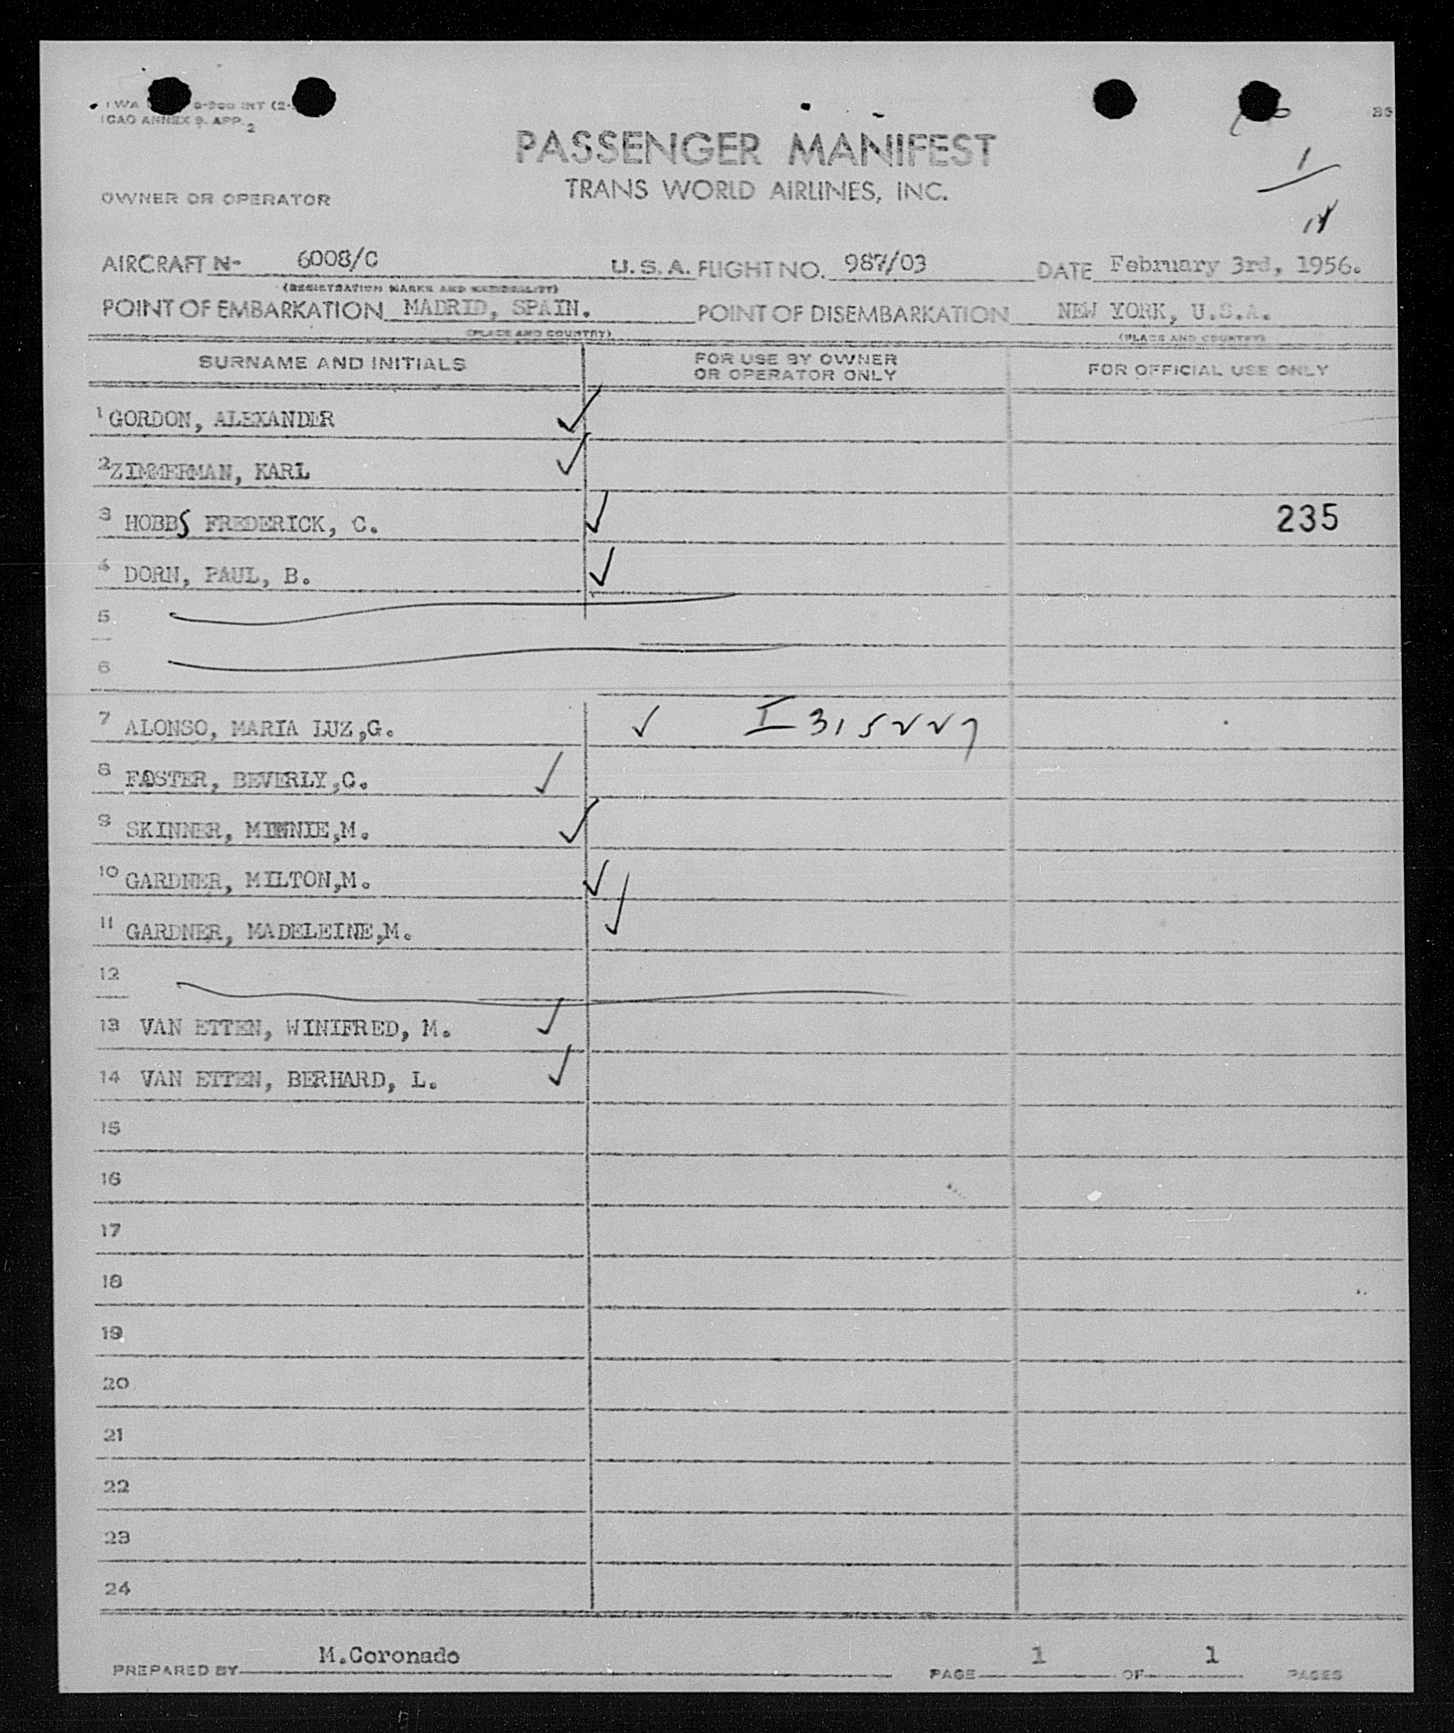 ICAO ANNEX 9. APP. 2
PASSENGER MANIFEST
TRANS WORLD AIRLINES, INC.
OWNER OR OPERATOR
1
AIRCRAFT N- 6008/C U. S. A. FLIGHT NO. 987/03 DATE February 3rd, 1956.
(REGISTRATION MARKS AND NATIONALITY)
POINT OF EMBARKATION MADRID, SPAIN. POINT OF DISEMBARKATION NEW YORK, U.S.A.
(PLACE AND COUNTRY) (PLACE AND COUNTRY)
SURNAME AND INITIALS FOR USE BY OWNER OR OPERATOR ONLY FOR OFFICIAL USE ONLY
1 GORDON, ALEXANDER
2 ZIMMERMAN, KARL
3 HOBBS FREDERICK, C. 235
4 DORN, PAUL, B.
5
6
7 ALONSO, MARIA LUZ,G.
8 FOSTER, BEVERLY,C.
9 SKINNER, MINNIE,M.
10 GARDNER, MILTON,M.
11 GARDNER, MADELEINE,M.
12
13 VAN ETTEN, WINIFRED, M.
14 VAN ETTEN, BERHARD, L.
15
16
17
18
19
20
21
22
23
24
PREPARED BY M.Coronado PAGE 1 OF 1 PAGES